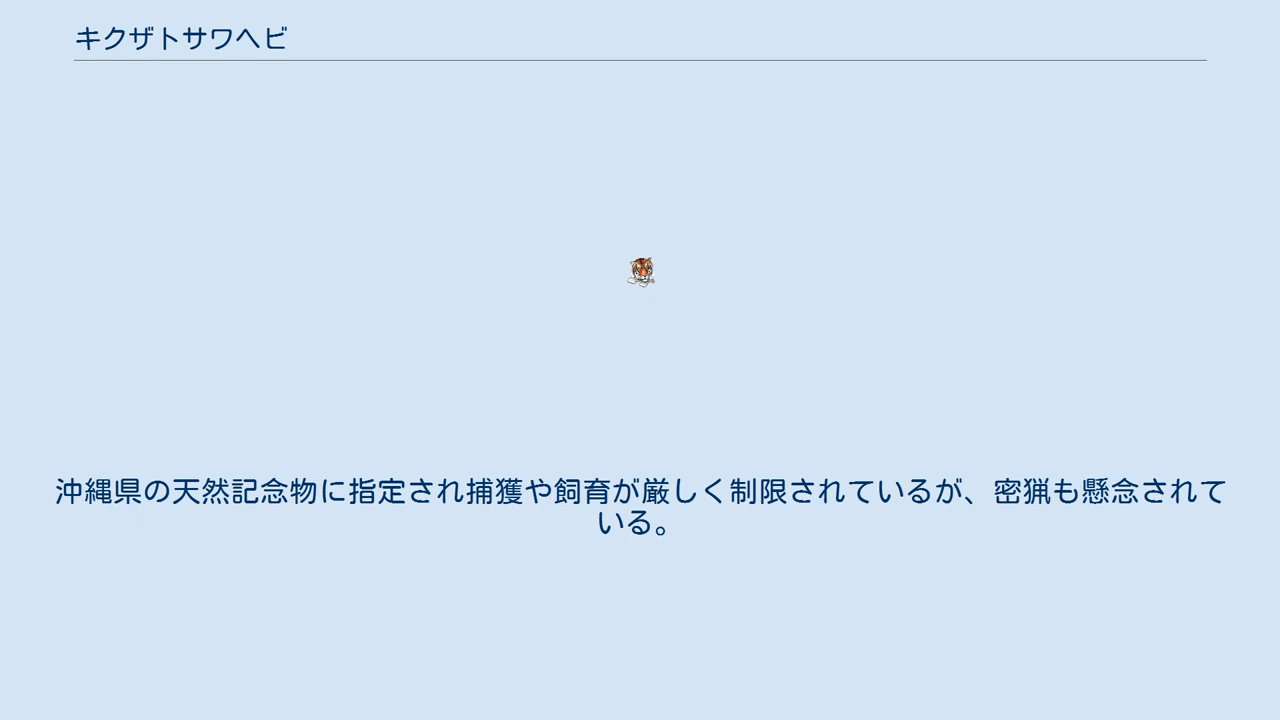 キクザトサワヘビ
沖縄県の天然記念物に指定され捕獲や飼育が厳しく制限されているが、密猟も懸念されて
いる。